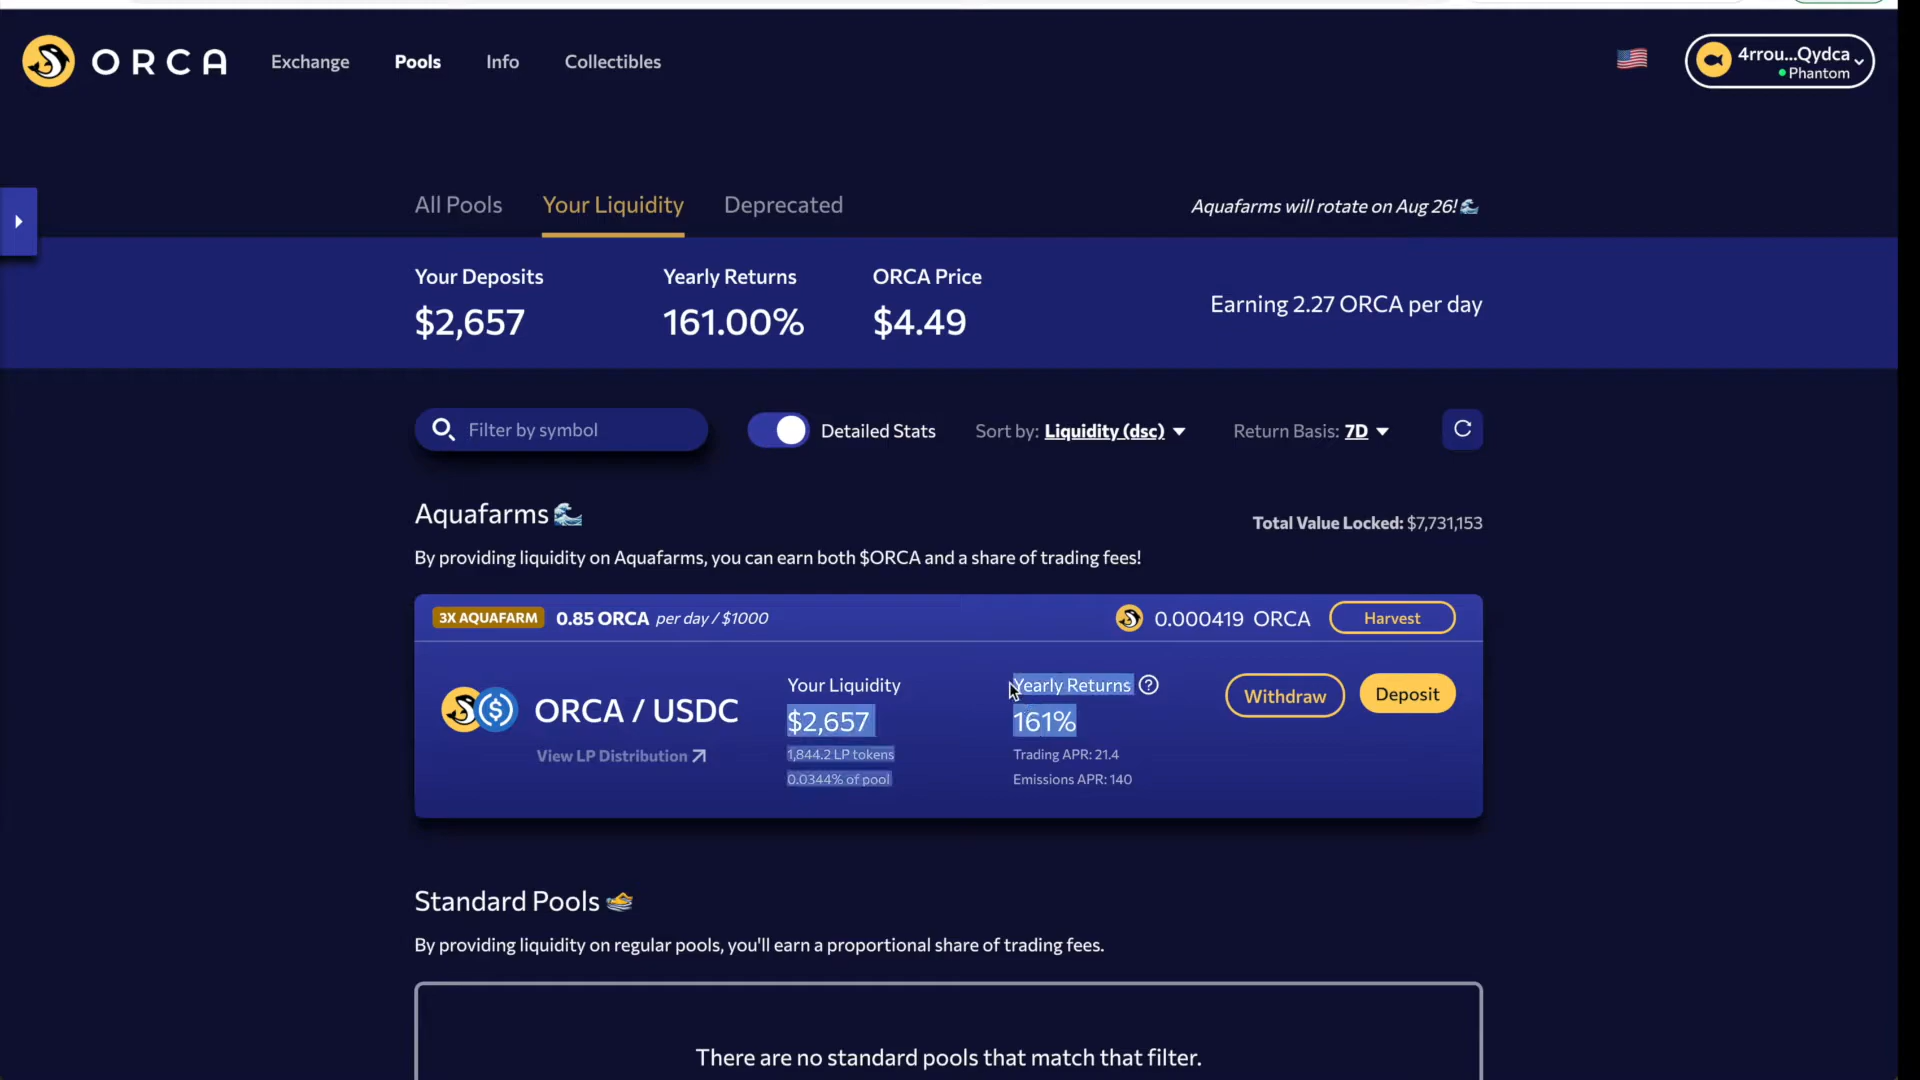 ORCA
Exchange
Pools
Info
Collectibles
4rrou...Qydca
Phantom
All Pools
Your Liquidity
Deprecated
Aquafarms will rotate on Aug 26!🌊
Your Deposits
Yearly Returns
ORCA Price
$2,657
161.00%
$4.49
Earning 2.27 ORCA per day
Filter by symbol
Detailed Stats
Sort by: Liquidity (dsc)
Return Basis: 7D
Aquafarms 🌊
Total Value Locked: $7,731,153
By providing liquidity on Aquafarms, you can earn both $ORCA and a share of trading fees!
3X AQUAFARM
0.85 ORCA per day / $1000
0.000419 ORCA
Harvest
ORCA / USDC
View LP Distribution
Your Liquidity
$2,657
1,844.2 LP tokens
0.0344% of pool
Yearly Returns
161%
Trading APR: 21.4
Emissions APR: 140
Withdraw
Deposit
Standard Pools 🚤
By providing liquidity on regular pools, you'll earn a proportional share of trading fees.
There are no standard pools that match that filter.